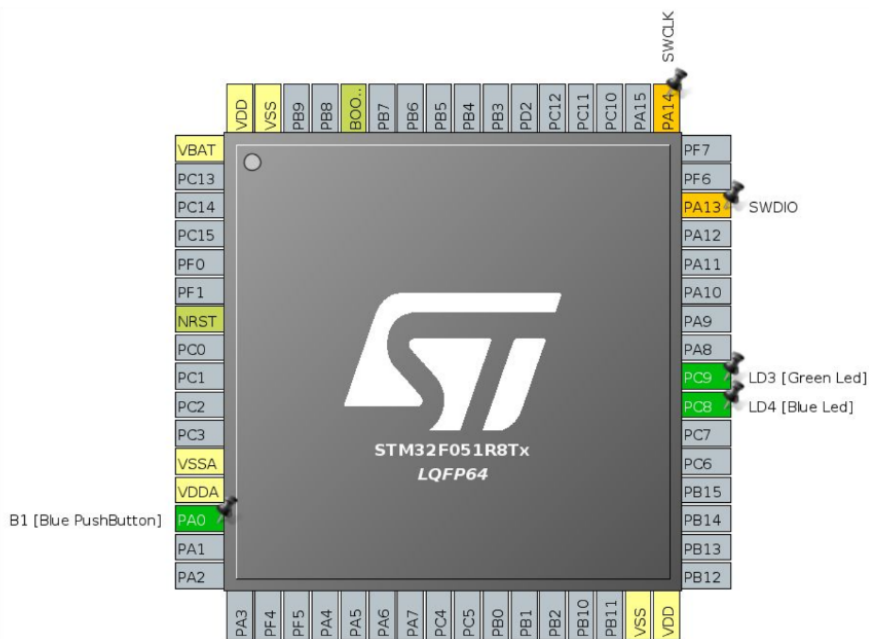 SWCLK
VDD
VSS
PB9
PB8
BOO..
PB7
PB6
PB5
PB4
PB3
PD2
PC12
PC11
PC10
PA15
PA14
VBAT
PC13
PC14
PC15
PF0
PF1
NRST
PC0
PC1
PC2
PC3
VSSA
VDDA
B1 [Blue PushButton] PA0
PA1
PA2
ST
STM32F051R8Tx
LQFP64
PF7
PF6
PA13 SWDIO
PA12
PA11
PA10
PA9
PA8
PC9 LD3 [Green Led]
PC8 LD4 [Blue Led]
PC7
PC6
PB15
PB14
PB13
PB12
PA3
PF4
PF5
PA4
PA5
PA6
PA7
PC4
PC5
PB0
PB1
PB2
PB10
PB11
VSS
VDD